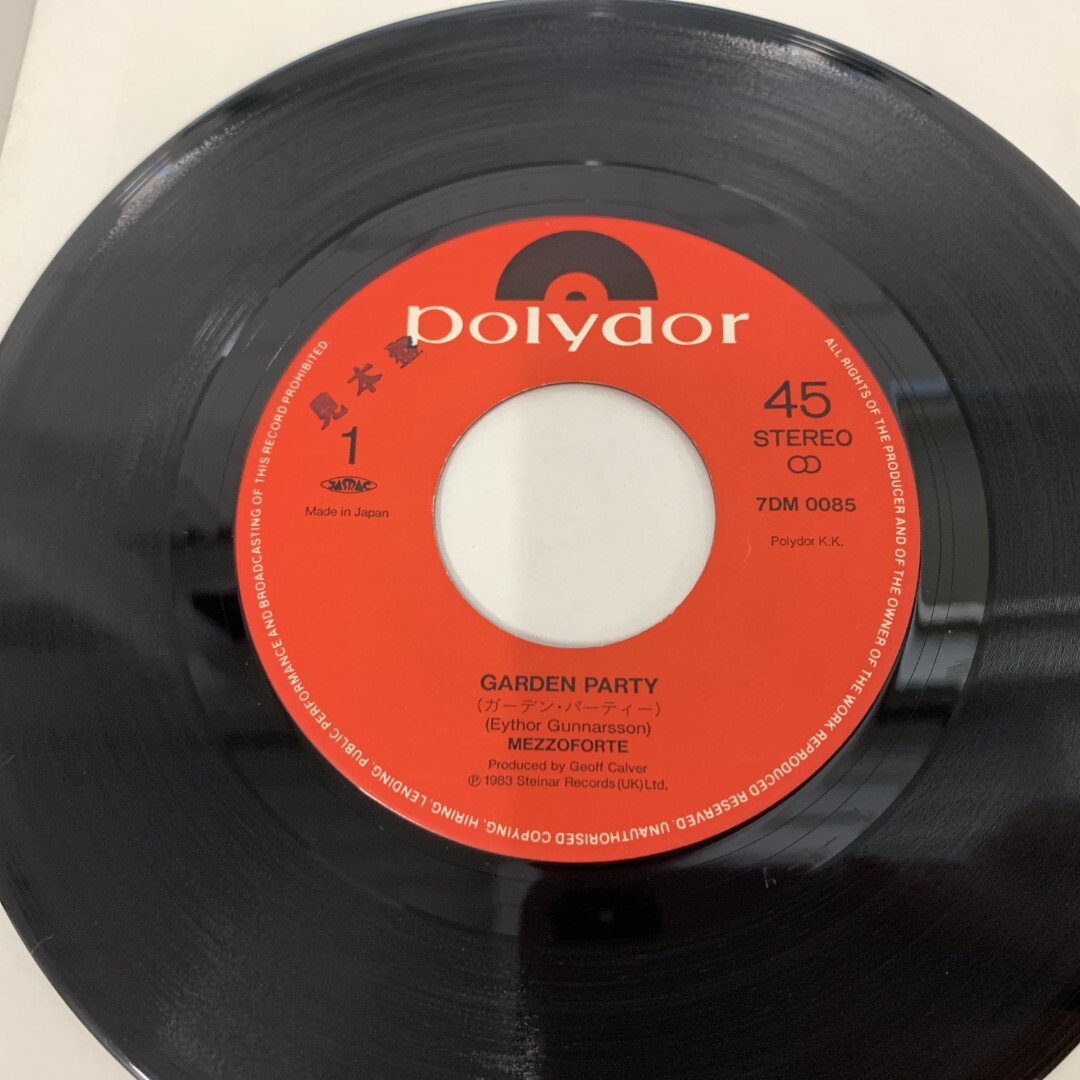 polydor
見本盤
1
JASRAC
Made in Japan
45
STEREO
7DM 0085
Polydor K.K.
GARDEN PARTY
(ガーデン・パーティー)
(Eythor Gunnarsson)
MEZZOFORTE
Produced by Geoff Calver
Ⓟ 1983 Steinar Records (UK) Ltd.
ALL RIGHTS OF THE PRODUCER AND OF THE OWNER OF THE WORK REPRODUCED RESERVED. UNAUTHORISED COPYING, HIRING, LENDING, PUBLIC PERFORMANCE AND BROADCASTING OF THIS RECORD PROHIBITED